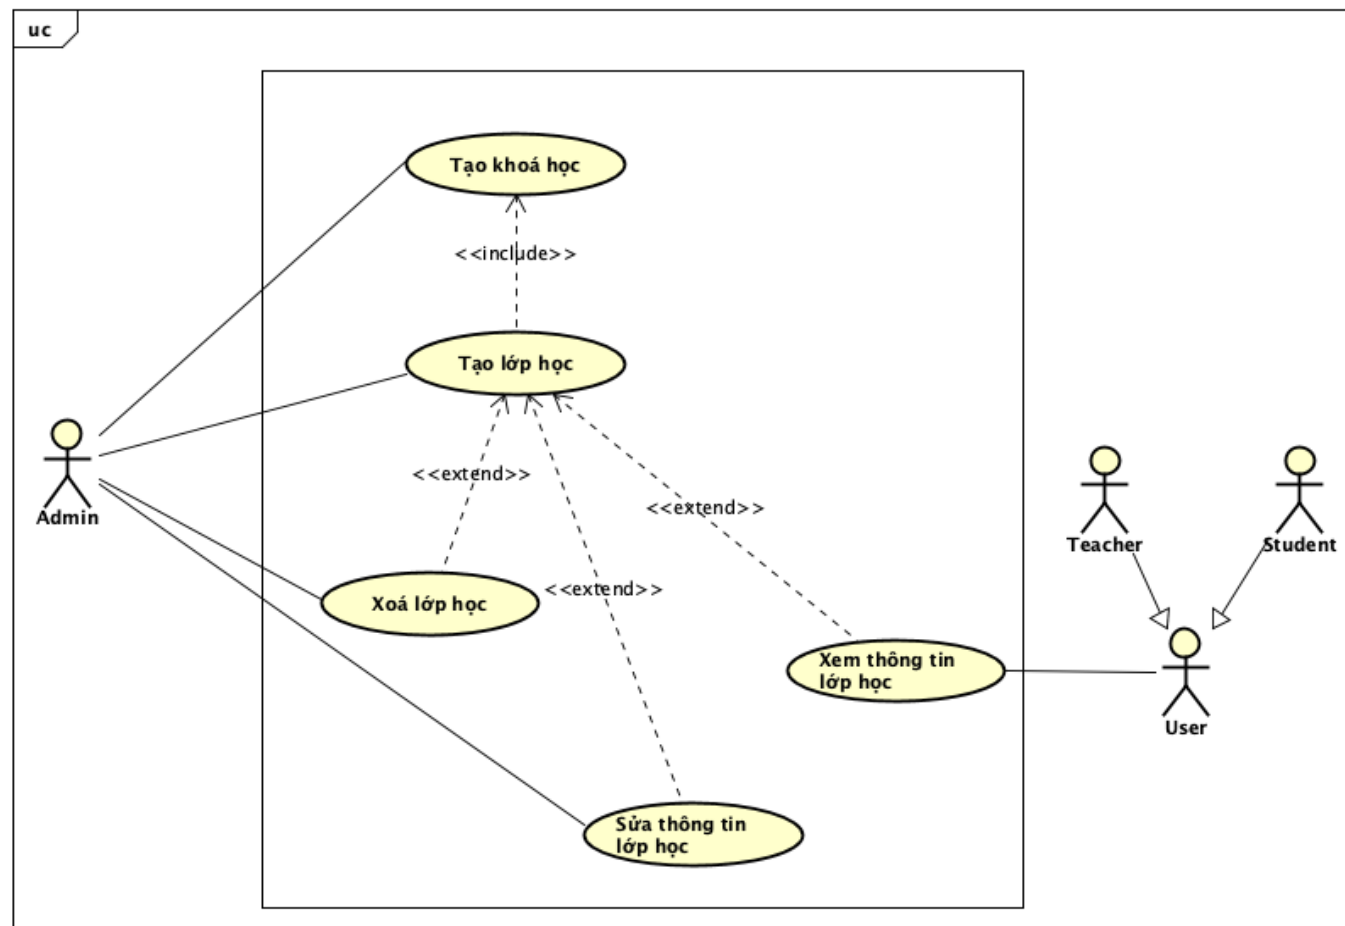 uc
Tạo khoá học
<<include>>
Tạo lớp học
Admin
<<extend>>
<<extend>>
Teacher
Student
<<extend>>
Xoá lớp học
Xem thông tin
lớp học
User
Sửa thông tin
lớp học